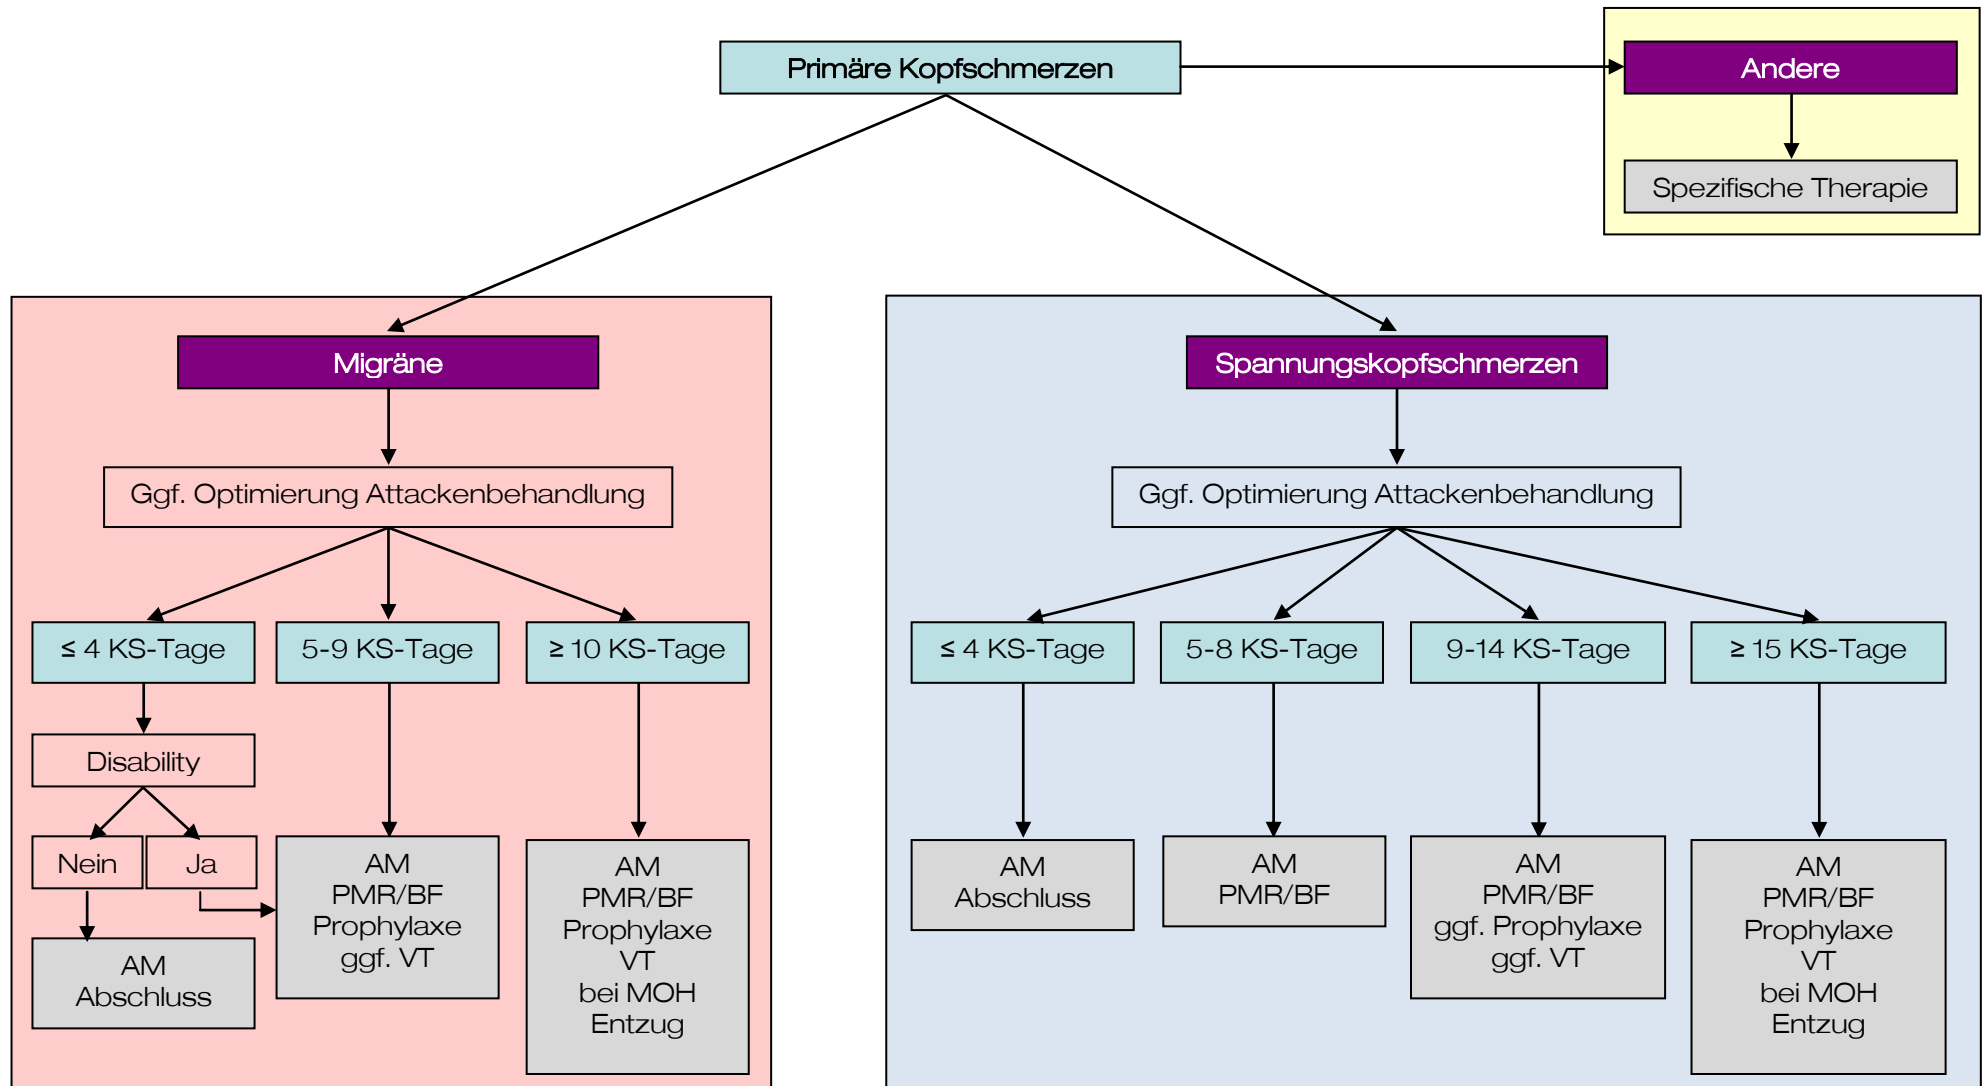 Primäre Kopfschmerzen
Andere
Spezifische Therapie
Migräne
Ggf. Optimierung Attackenbehandlung
≤ 4 KS-Tage
5-9 KS-Tage
≥ 10 KS-Tage
Disability
Nein
Ja
AM
Abschluss
AM
PMR/BF
Prophylaxe
ggf. VT
AM
PMR/BF
Prophylaxe
VT
bei MOH
Entzug
Spannungskopfschmerzen
Ggf. Optimierung Attackenbehandlung
≤ 4 KS-Tage
5-8 KS-Tage
9-14 KS-Tage
≥ 15 KS-Tage
AM
Abschluss
AM
PMR/BF
AM
PMR/BF
ggf. Prophylaxe
ggf. VT
AM
PMR/BF
Prophylaxe
VT
bei MOH
Entzug